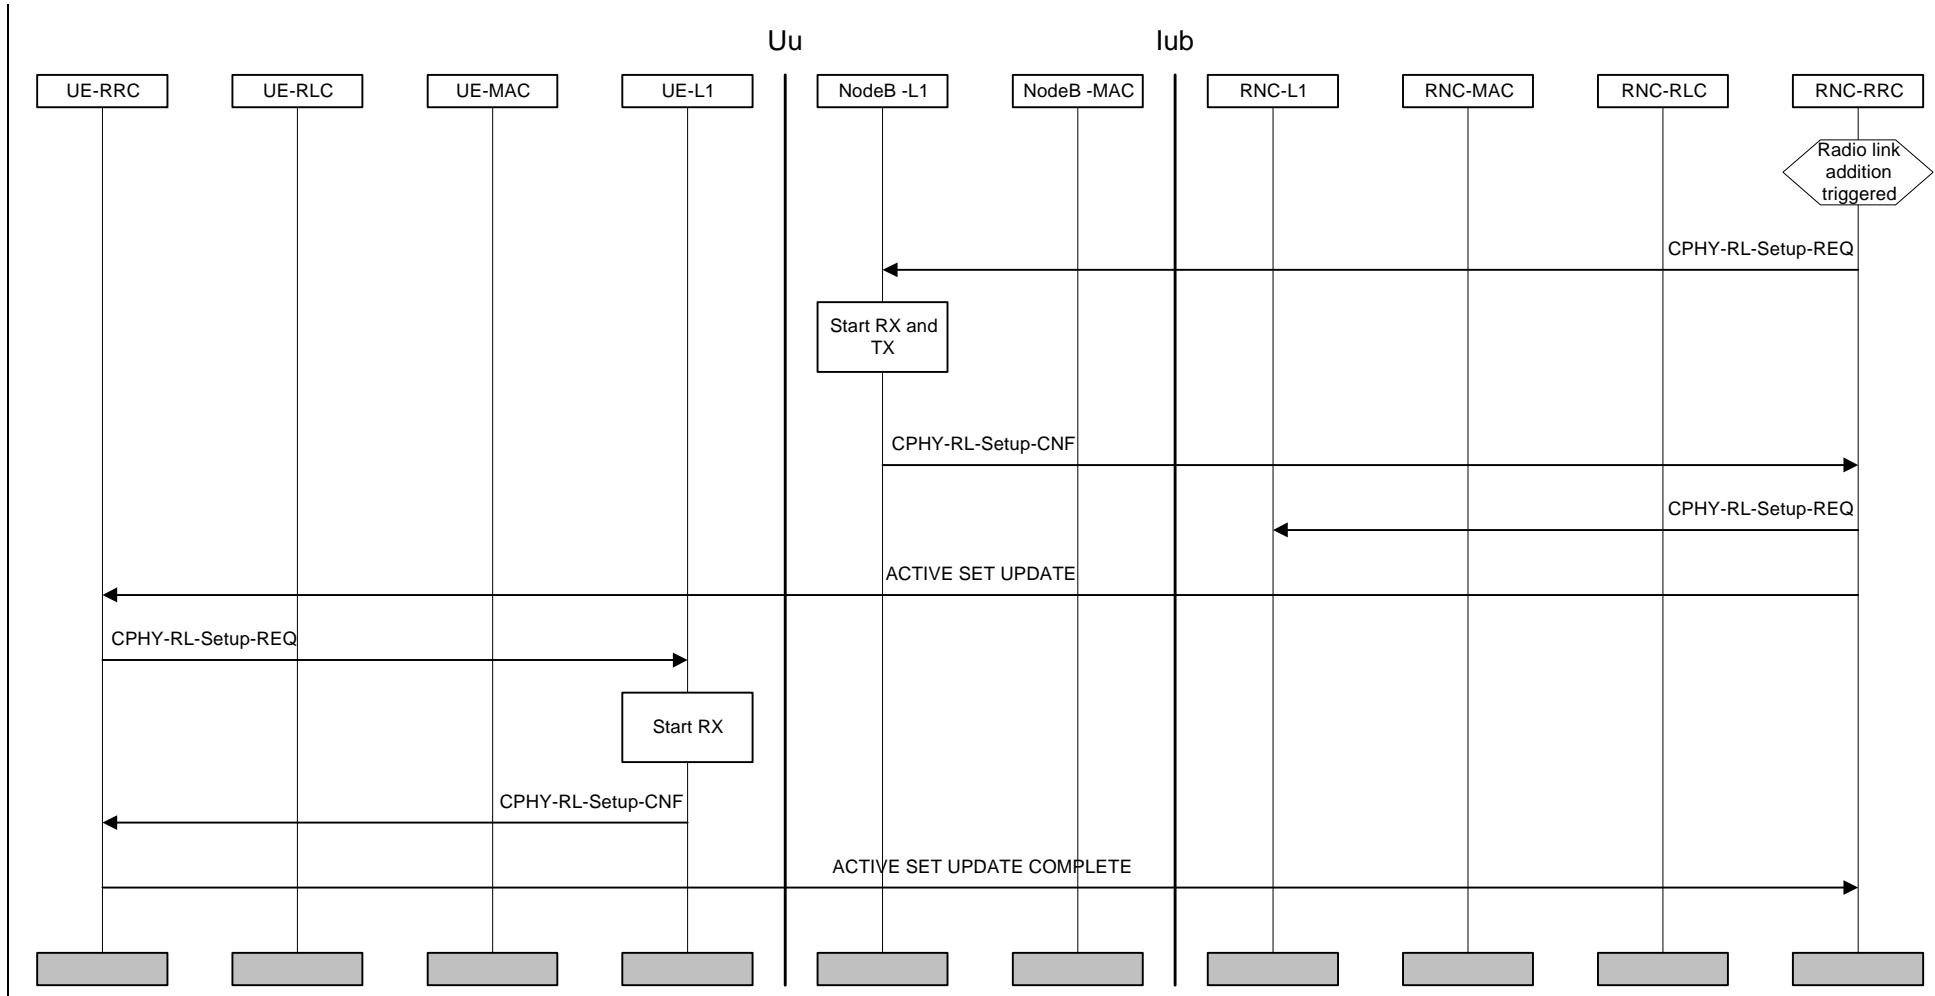 Uu
Iub
UE-RRC
UE-RLC
UE-MAC
UE-L1
NodeB -L1
NodeB -MAC
RNC-L1
RNC-MAC
RNC-RLC
RNC-RRC
Radio link
addition
triggered
CPHY-RL-Setup-REQ
Start RX and
TX
CPHY-RL-Setup-CNF
CPHY-RL-Setup-REQ
ACTIVE SET UPDATE
CPHY-RL-Setup-REQ
Start RX
CPHY-RL-Setup-CNF
ACTIVE SET UPDATE COMPLETE